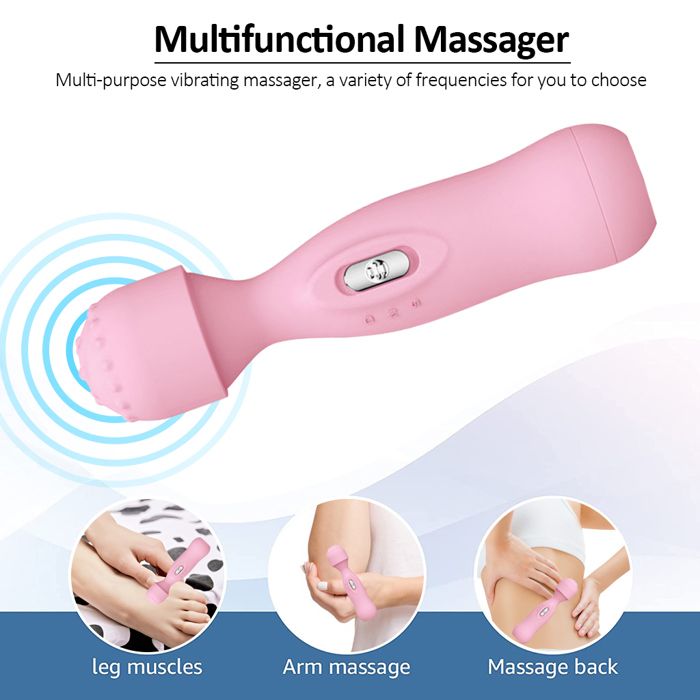 Multifunctional Massager
Multi-purpose vibrating massager, a variety of frequencies for you to choose
leg muscles
Arm massage
Massage back